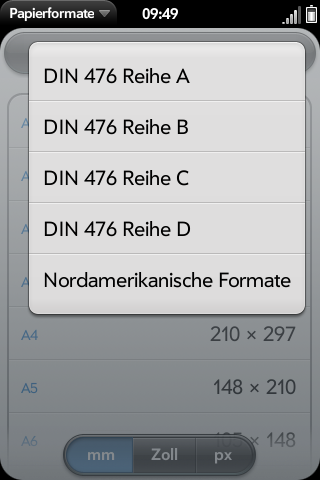 Papierformate
09:49
DIN 476 Reihe A
DIN 476 Reihe B
DIN 476 Reihe C
DIN 476 Reihe D
Nordamerikanische Formate
A4 210 × 297
A5 148 × 210
A6 105 × 148
mm Zoll px